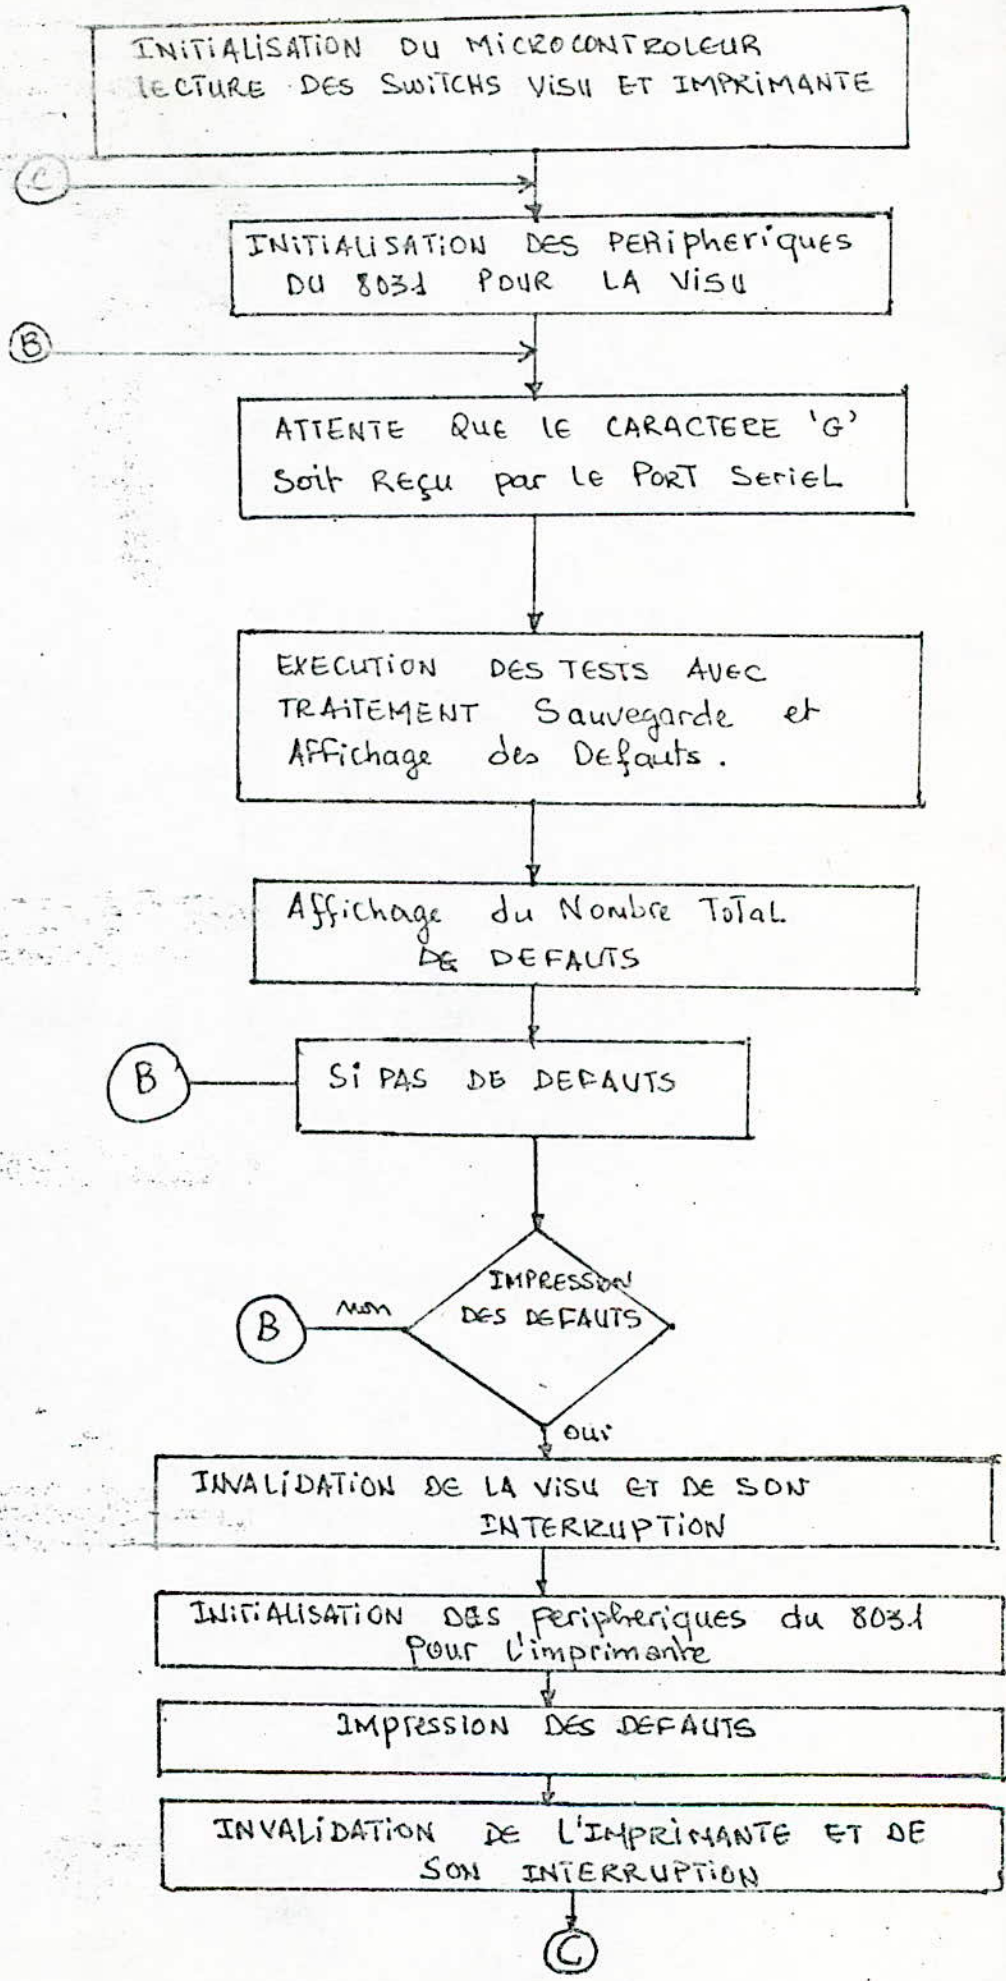 INITIALISATION DU MICROCONTROLEUR
LECTURE DES SWITCHS VISU ET IMPRIMANTE
C
INITIALISATION DES PERIPHERIQUES
DU 8031 POUR LA VISU
B
ATTENTE QUE LE CARACTERE 'G'
Soit REÇU par le PORT SERIEL
EXECUTION DES TESTS AVEC
TRAITEMENT Sauvegarde et
Affichage des Defauts.
Affichage du Nombre Total
DE DEFAUTS
B
SI PAS DE DEFAUTS
IMPRESSION
DES DEFAUTS
B
non
oui
INVALIDATION DE LA VISU ET DE SON
INTERRUPTION
INITIALISATION DES peripheriques du 8031
Pour l'imprimante
IMPRESSION DES DEFAUTS
INVALIDATION DE L'IMPRIMANTE ET DE
SON INTERRUPTION
C